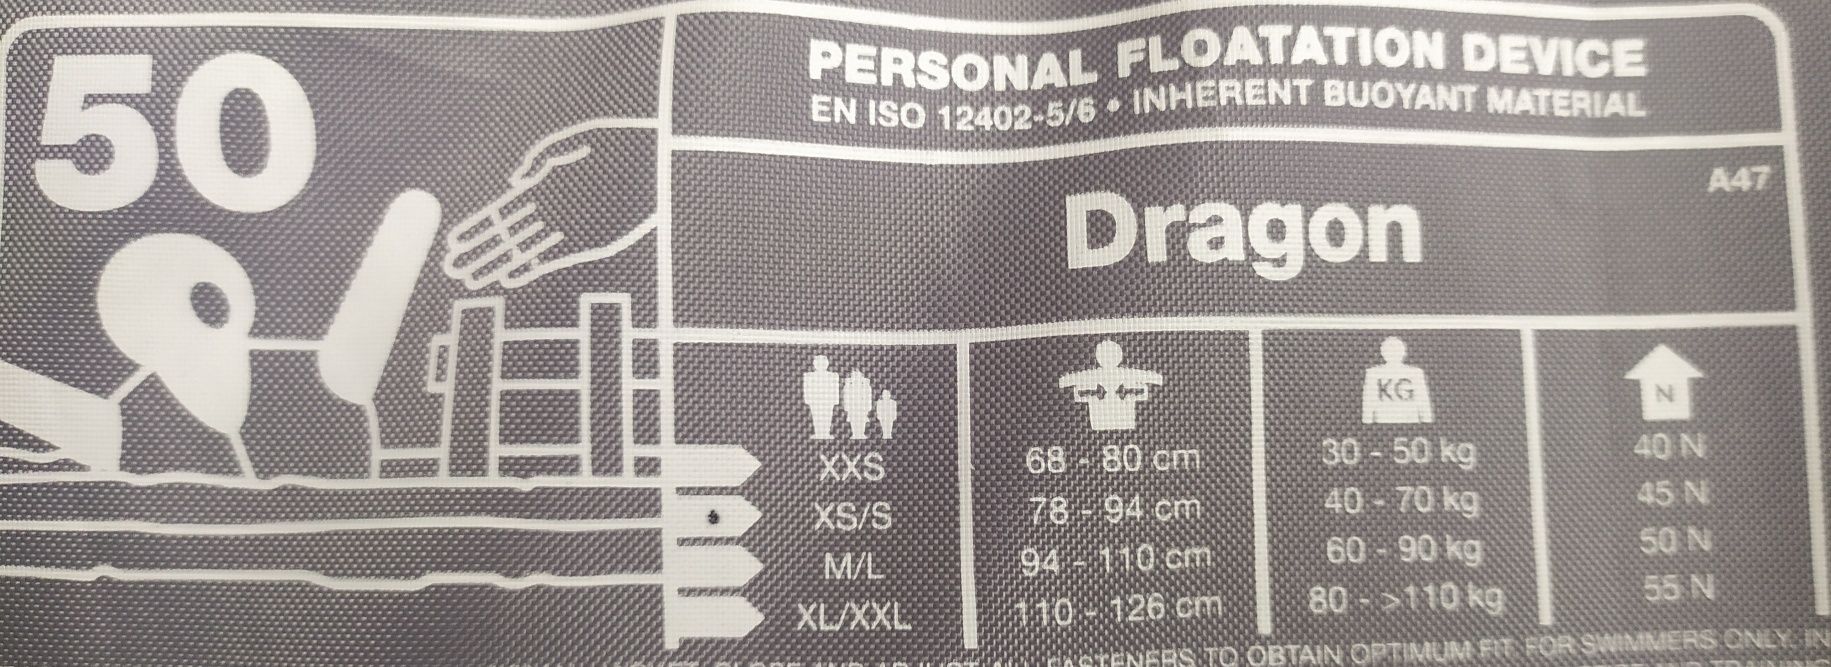 50
PERSONAL FLOATATION DEVICE
EN ISO 12402-5/6 • INHERENT BUOYANT MATERIAL
A47
Dragon
KG N
XXS 68 - 80 cm 30 - 50 kg 40 N
XS/S 78 - 94 cm 40 - 70 kg 45 N
M/L 94 - 110 cm 60 - 90 kg 50 N
XL/XXL 110 - 126 cm 80 - >110 kg 55 N
FASTENERS TO OBTAIN OPTIMUM FIT. FOR SWIMMERS ONLY. IN